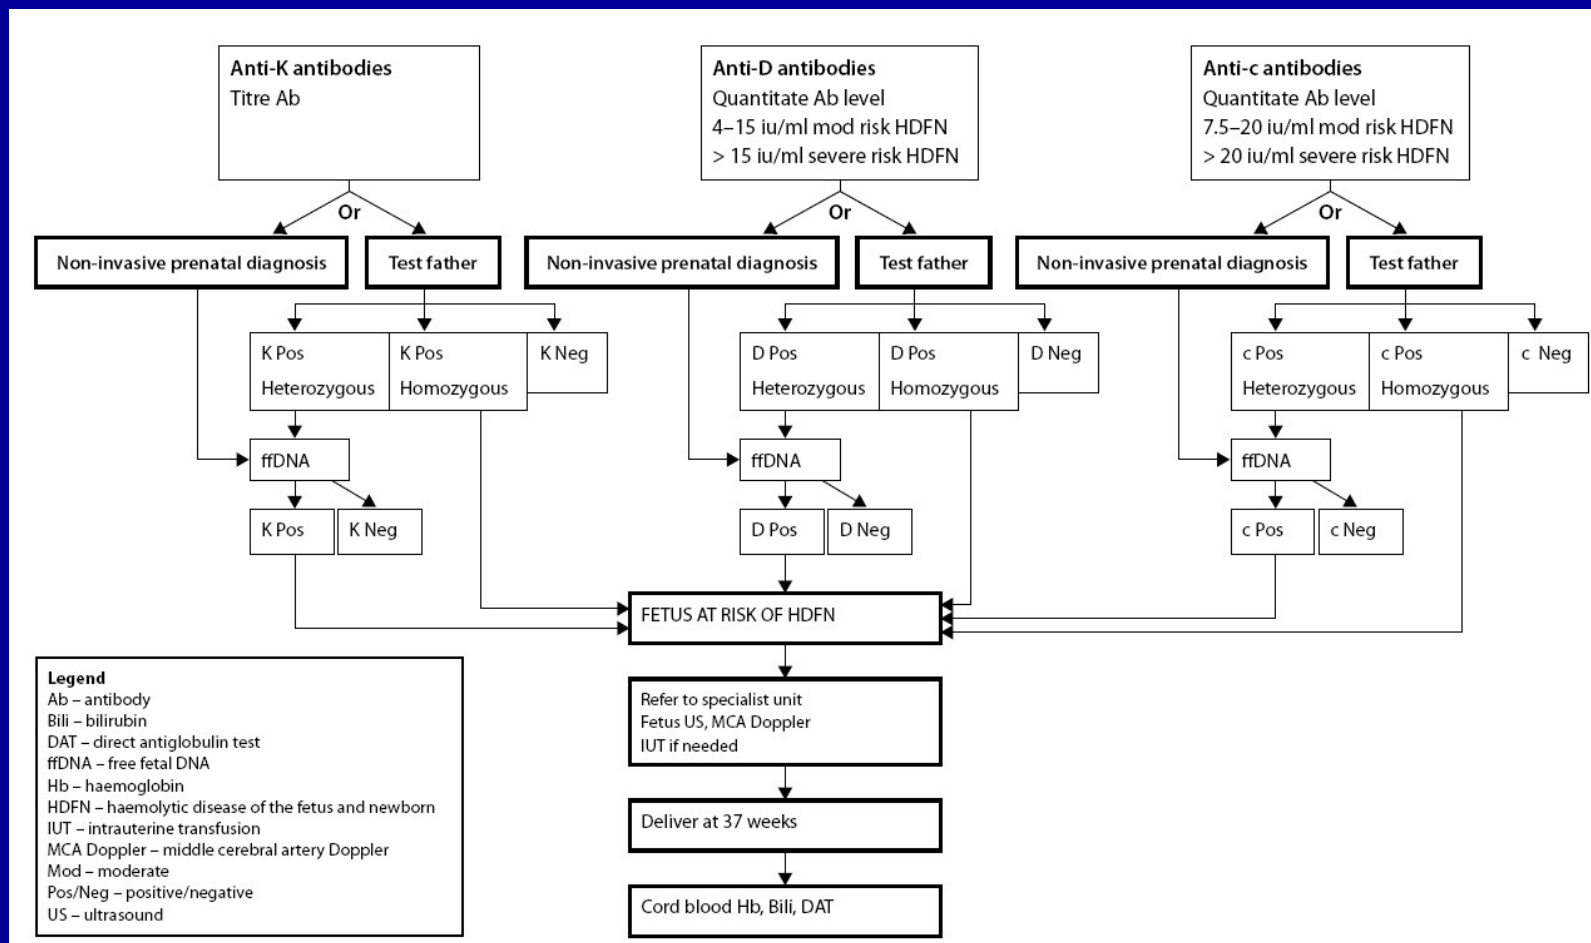 Anti-K antibodies
Titre Ab
Anti-D antibodies
Quantitate Ab level
4–15 iu/ml mod risk HDFN
> 15 iu/ml severe risk HDFN
Anti-c antibodies
Quantitate Ab level
7.5–20 iu/ml mod risk HDFN
> 20 iu/ml severe risk HDFN
Or
Or
Or
Non-invasive prenatal diagnosis
Test father
Non-invasive prenatal diagnosis
Test father
Non-invasive prenatal diagnosis
Test father
K Pos
Heterozygous
K Pos
Homozygous
K Neg
D Pos
Heterozygous
D Pos
Homozygous
D Neg
c Pos
Heterozygous
c Pos
Homozygous
c Neg
ffDNA
ffDNA
ffDNA
K Pos
K Neg
D Pos
D Neg
c Pos
c Neg
FETUS AT RISK OF HDFN
Refer to specialist unit
Fetus US, MCA Doppler
IUT if needed
Deliver at 37 weeks
Cord blood Hb, Bili, DAT
Legend
Ab – antibody
Bili – bilirubin
DAT – direct antiglobulin test
ffDNA – free fetal DNA
Hb – haemoglobin
HDFN – haemolytic disease of the fetus and newborn
IUT – intrauterine transfusion
MCA Doppler – middle cerebral artery Doppler
Mod – moderate
Pos/Neg – positive/negative
US – ultrasound